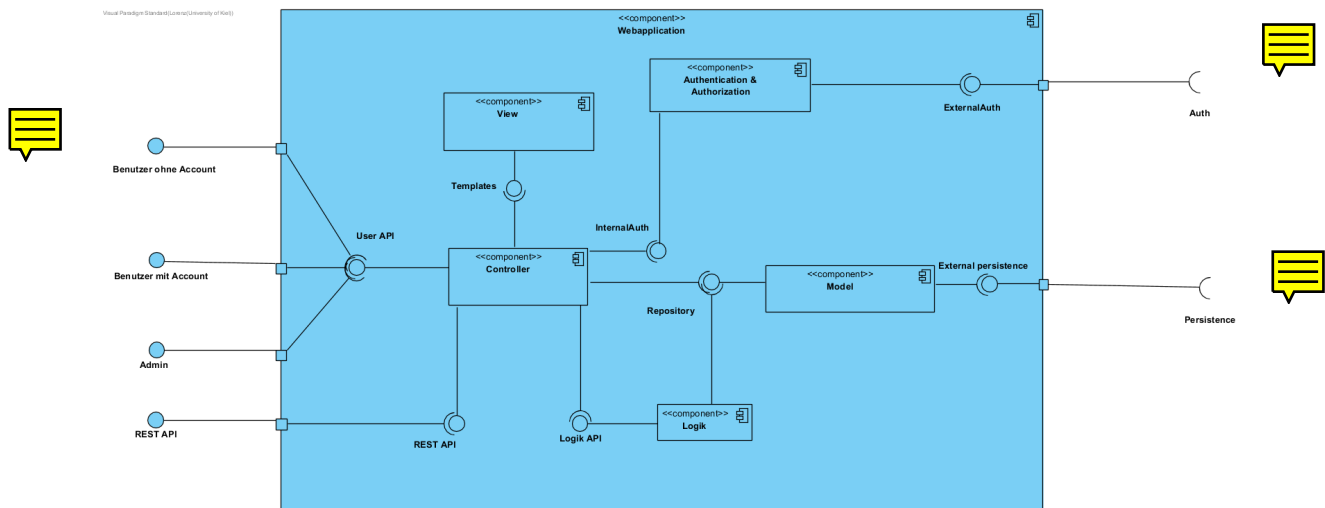 Visual Paradigm Standard(Lorenz(University of Kiel))
<<component>>
Webapplication
<<component>>
Authentication &
Authorization
<<component>>
View
ExternalAuth
Auth
Benutzer ohne Account
Templates
InternalAuth
User API
<<component>>
Controller
Benutzer mit Account
<<component>>
Model
External persistence
Repository
Persistence
Admin
<<component>>
Logik
REST API
REST API
Logik API